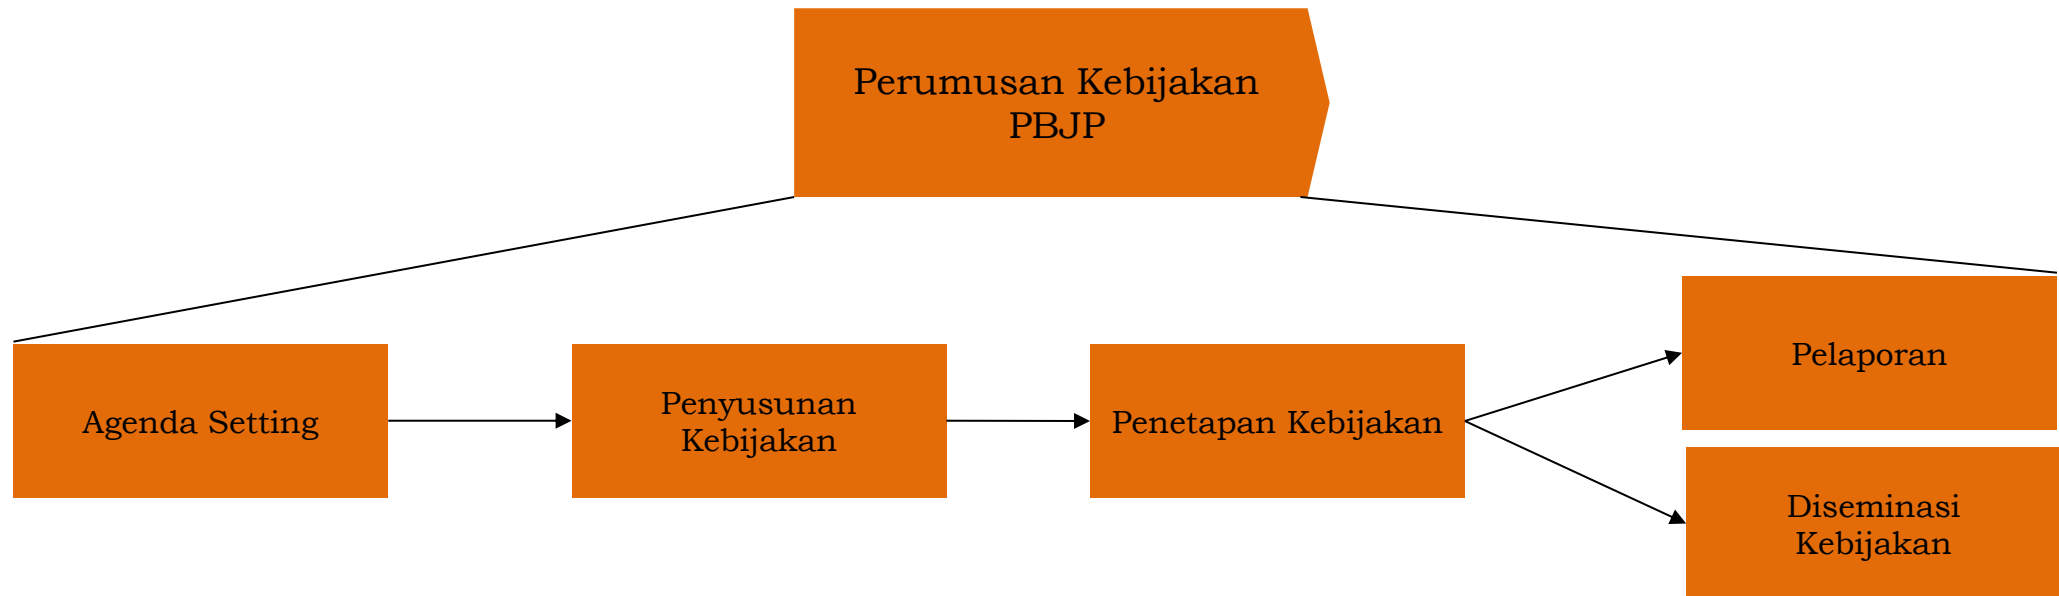 Perumusan Kebijakan
PBJP
Agenda Setting
Penyusunan
Kebijakan
Penetapan Kebijakan
Pelaporan
Diseminasi
Kebijakan